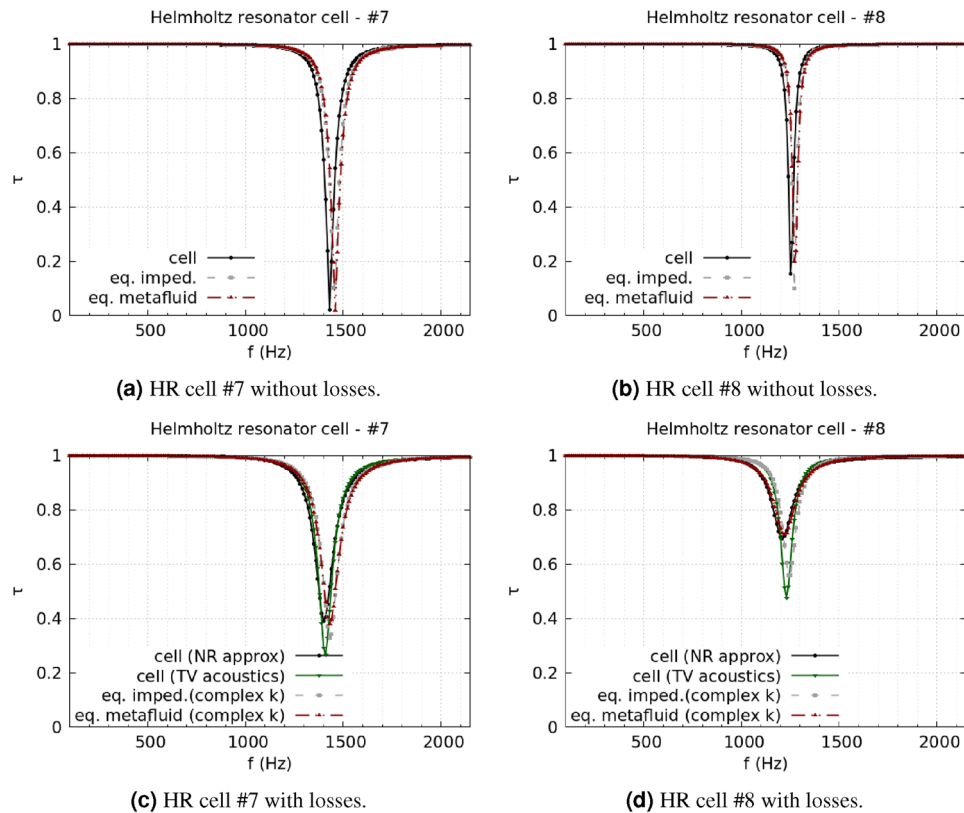 Helmholtz resonator cell - #7
1
0.8
0.6
0.4
0.2
0
τ
cell
eq. imped.
eq. metafluid
500
1000
1500
2000
f (Hz)
(a) HR cell #7 without losses.
Helmholtz resonator cell - #8
1
0.8
0.6
0.4
0.2
0
τ
cell
eq. imped.
eq. metafluid
500
1000
1500
2000
f (Hz)
(b) HR cell #8 without losses.
Helmholtz resonator cell - #7
1
0.8
0.6
0.4
0.2
0
τ
cell (NR approx)
cell (TV acoustics)
eq. imped.(complex k)
eq. metafluid (complex k)
500
1000
1500
2000
f (Hz)
(c) HR cell #7 with losses.
Helmholtz resonator cell - #8
1
0.8
0.6
0.4
0.2
0
τ
cell (NR approx)
cell (TV acoustics)
eq. imped.(complex k)
eq. metafluid (complex k)
500
1000
1500
2000
f (Hz)
(d) HR cell #8 with losses.